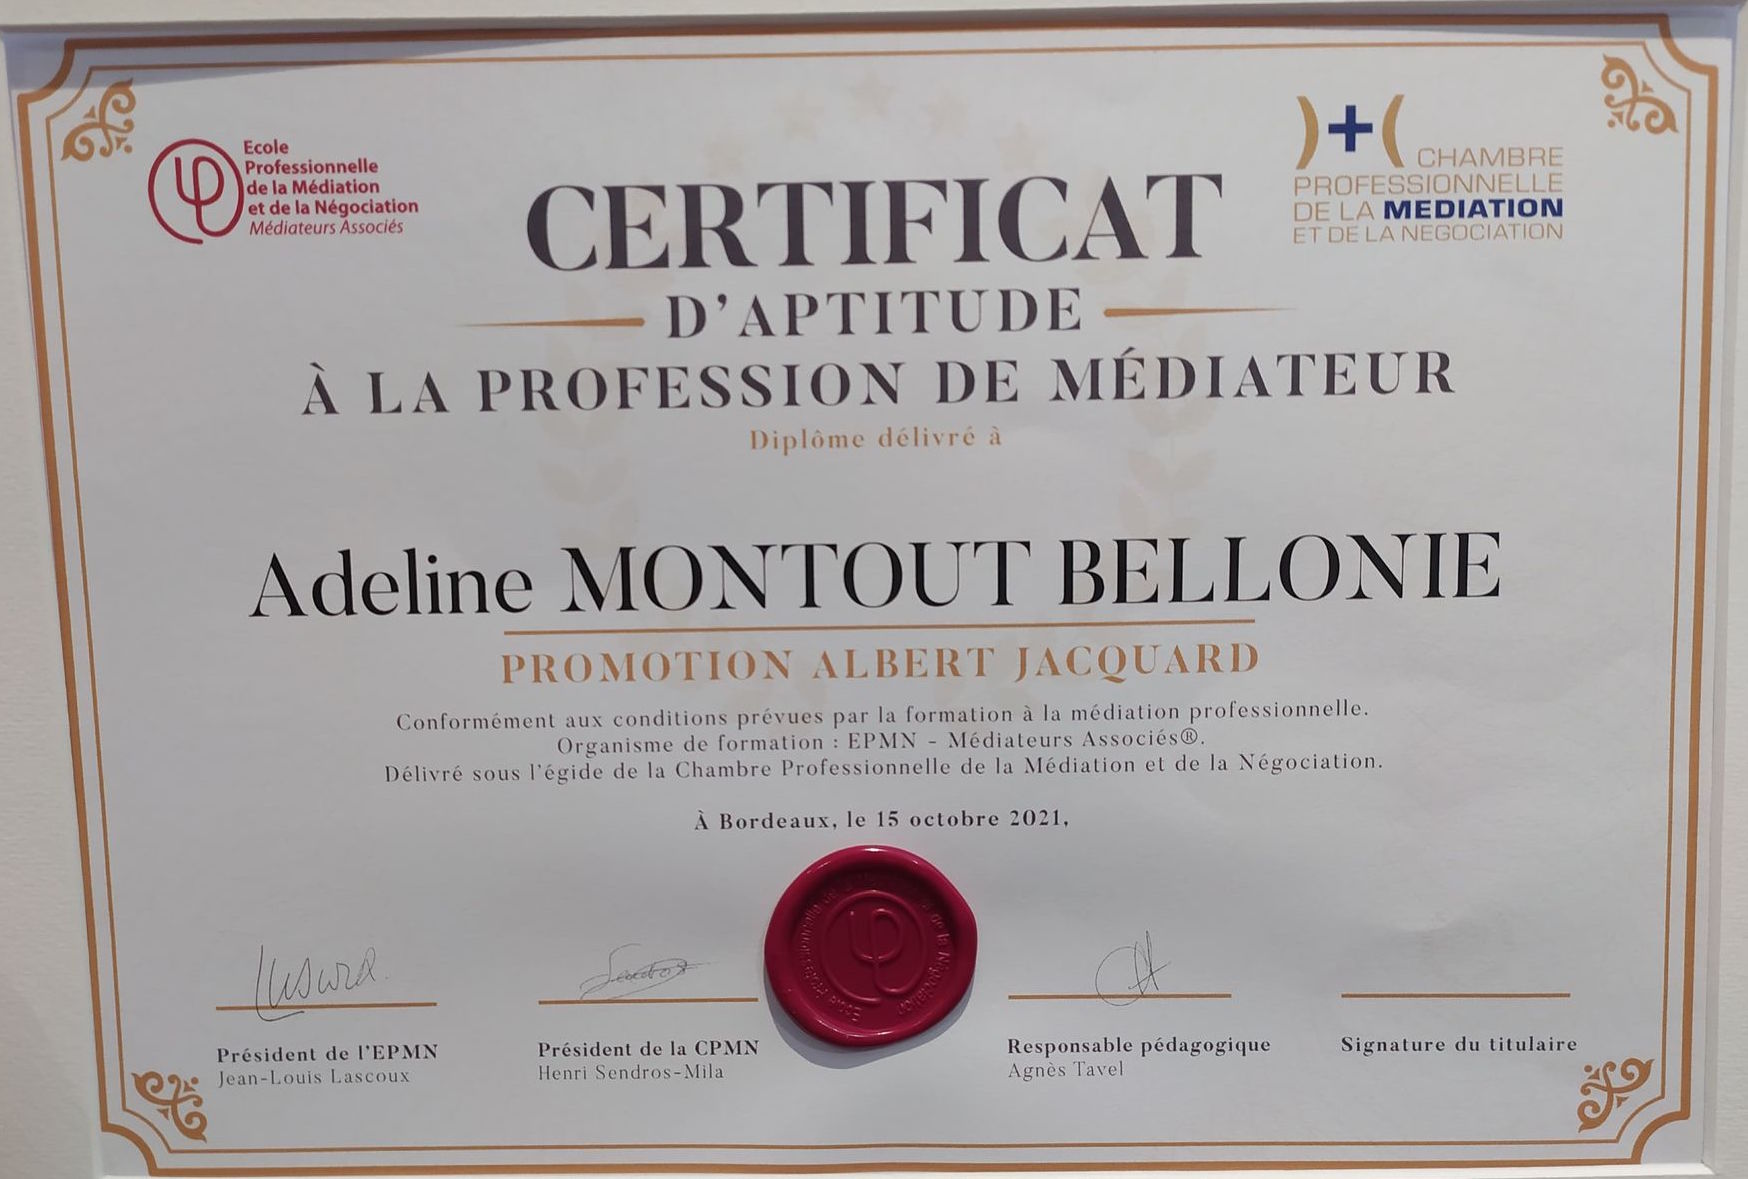 Ecole
Professionnelle
de la Médiation
et de la Négociation
Médiateurs Associés
CHAMBRE
PROFESSIONNELLE
DE LA MEDIATION
ET DE LA NEGOCIATION
CERTIFICAT
D'APTITUDE
À LA PROFESSION DE MÉDIATEUR
Diplôme délivré à
Adeline MONTOUT BELLONIE
PROMOTION ALBERT JACQUARD
Conformément aux conditions prévues par la formation à la médiation professionnelle.
Organisme de formation : EPMN - Médiateurs Associés®.
Délivré sous l'égide de la Chambre Professionnelle de la Médiation et de la Négociation.
À Bordeaux, le 15 octobre 2021,
Président de l'EPMN
Jean-Louis Lascoux
Président de la CPMN
Henri Sendros-Mila
Responsable pédagogique
Agnès Tavel
Signature du titulaire